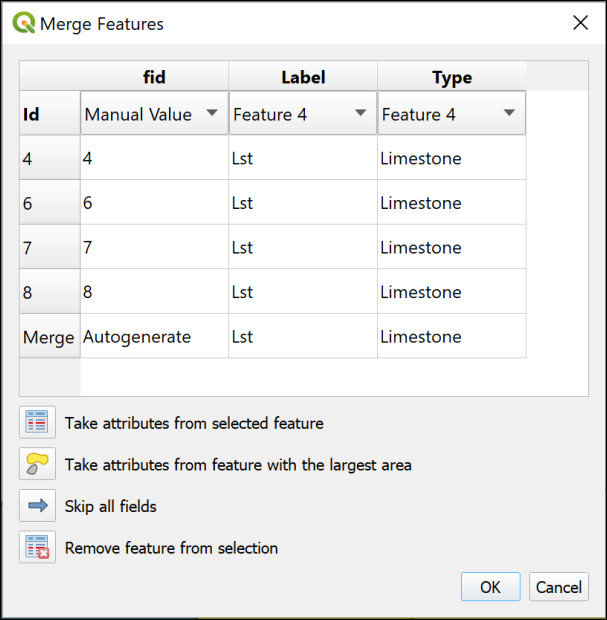 Merge Features
fid Label Type
Id Manual Value Feature 4 Feature 4
4 4 Lst Limestone
6 6 Lst Limestone
7 7 Lst Limestone
8 8 Lst Limestone
Merge Autogenerate Lst Limestone
Take attributes from selected feature
Take attributes from feature with the largest area
Skip all fields
Remove feature from selection
OK Cancel